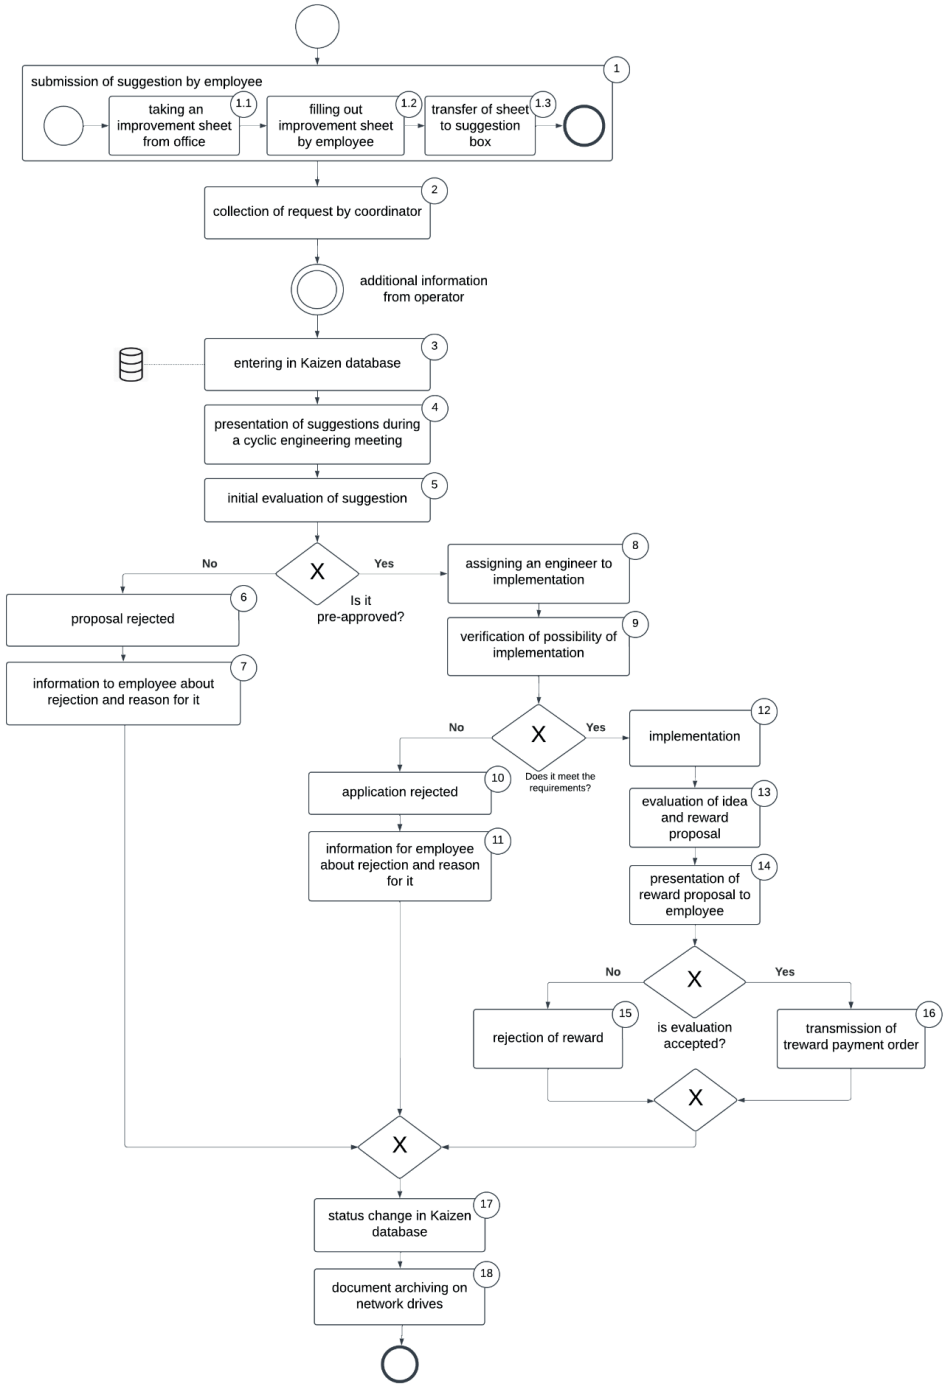 1
submission of suggestion by employee
1.1
taking an
improvement sheet
from office
1.2
filling out
improvement sheet
by employee
1.3
transfer of sheet
to suggestion
box
2
collection of request by coordinator
additional information
from operator
3
entering in Kaizen database
4
presentation of suggestions during
a cyclic engineering meeting
5
initial evaluation of suggestion
No
X
Yes
Is it
pre-approved?
8
assigning an engineer to
implementation
6
proposal rejected
9
verification of possibility of
implementation
7
information to employee about
rejection and reason for it
No
X
Yes
Does it meet the
requirements?
12
implementation
10
application rejected
13
evaluation of idea
and reward
proposal
11
information for employee
about rejection and reason
for it
14
presentation of
reward proposal to
employee
No
X
Yes
is evaluation
accepted?
15
rejection of reward
16
transmission of
treward payment order
X
X
17
status change in Kaizen
database
18
document archiving on
network drives